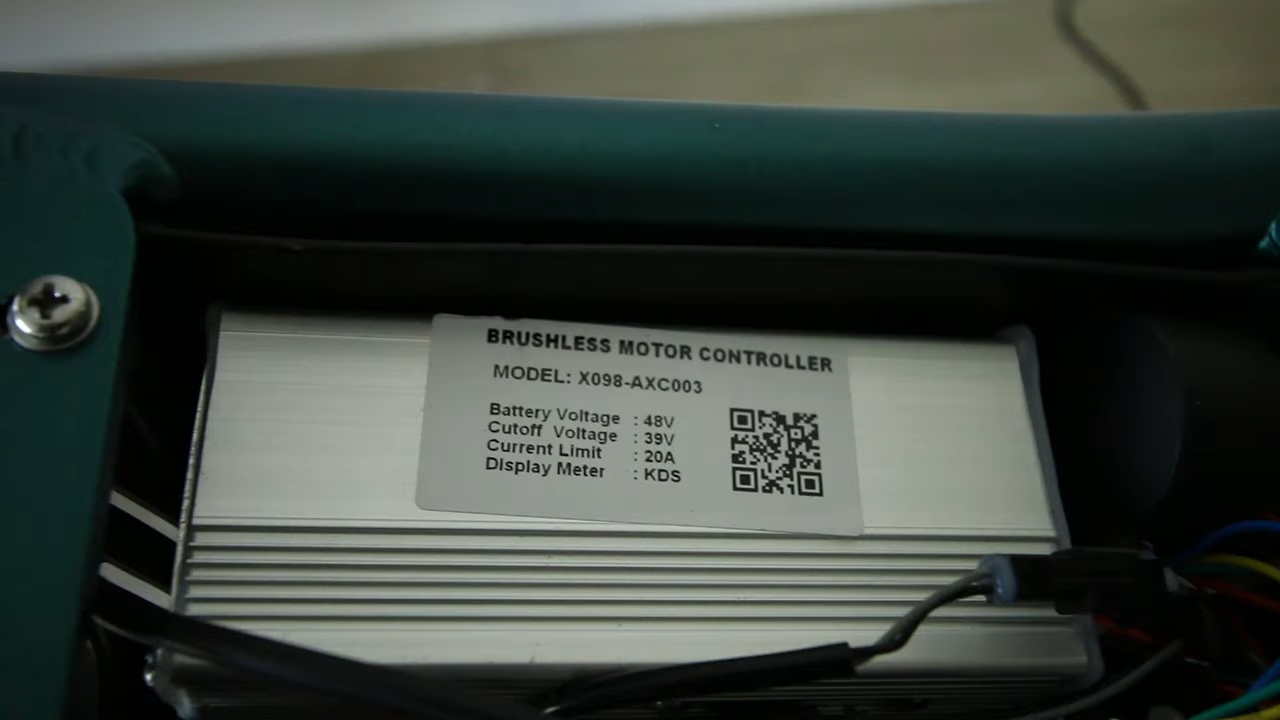 BRUSHLESS MOTOR CONTROLLER
MODEL: X098-AXC003
Battery Voltage : 48V
Cutoff Voltage : 39V
Current Limit : 20A
Display Meter : KDS